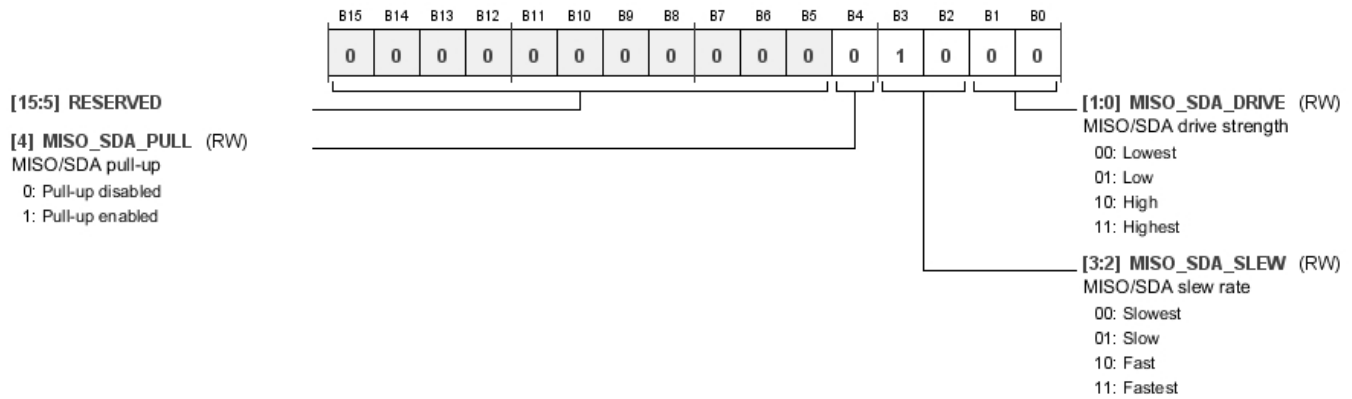 B15 B14 B13 B12 B11 B10 B9 B8 B7 B6 B5 B4 B3 B2 B1 B0
0 0 0 0 0 0 0 0 0 0 0 0 1 0 0 0
[15:5] RESERVED
[4] MISO_SDA_PULL (RW)
MISO/SDA pull-up
0: Pull-up disabled
1: Pull-up enabled
[1:0] MISO_SDA_DRIVE (RW)
MISO/SDA drive strength
00: Lowest
01: Low
10: High
11: Highest
[3:2] MISO_SDA_SLEW (RW)
MISO/SDA slew rate
00: Slowest
01: Slow
10: Fast
11: Fastest